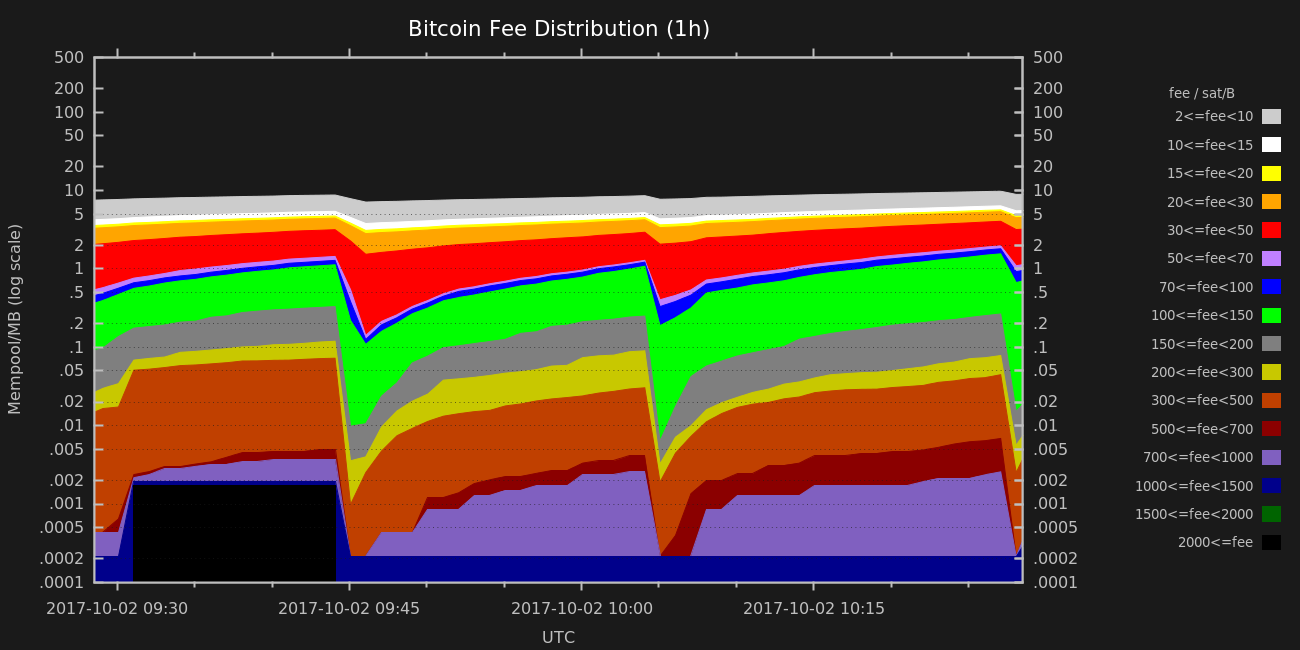 Bitcoin Fee Distribution (1h)
Mempool/MB (log scale)
500
200
100
50
20
10
5
2
1
.5
.2
.1
.05
.02
.01
.005
.002
.001
.0005
.0002
.0001
500
200
100
50
20
10
5
2
1
.5
.2
.1
.05
.02
.01
.005
.002
.001
.0005
.0002
.0001
2017-10-02 09:30
2017-10-02 09:45
2017-10-02 10:00
2017-10-02 10:15
UTC
fee / sat/B
2<=fee<10
10<=fee<15
15<=fee<20
20<=fee<30
30<=fee<50
50<=fee<70
70<=fee<100
100<=fee<150
150<=fee<200
200<=fee<300
300<=fee<500
500<=fee<700
700<=fee<1000
1000<=fee<1500
1500<=fee<2000
2000<=fee